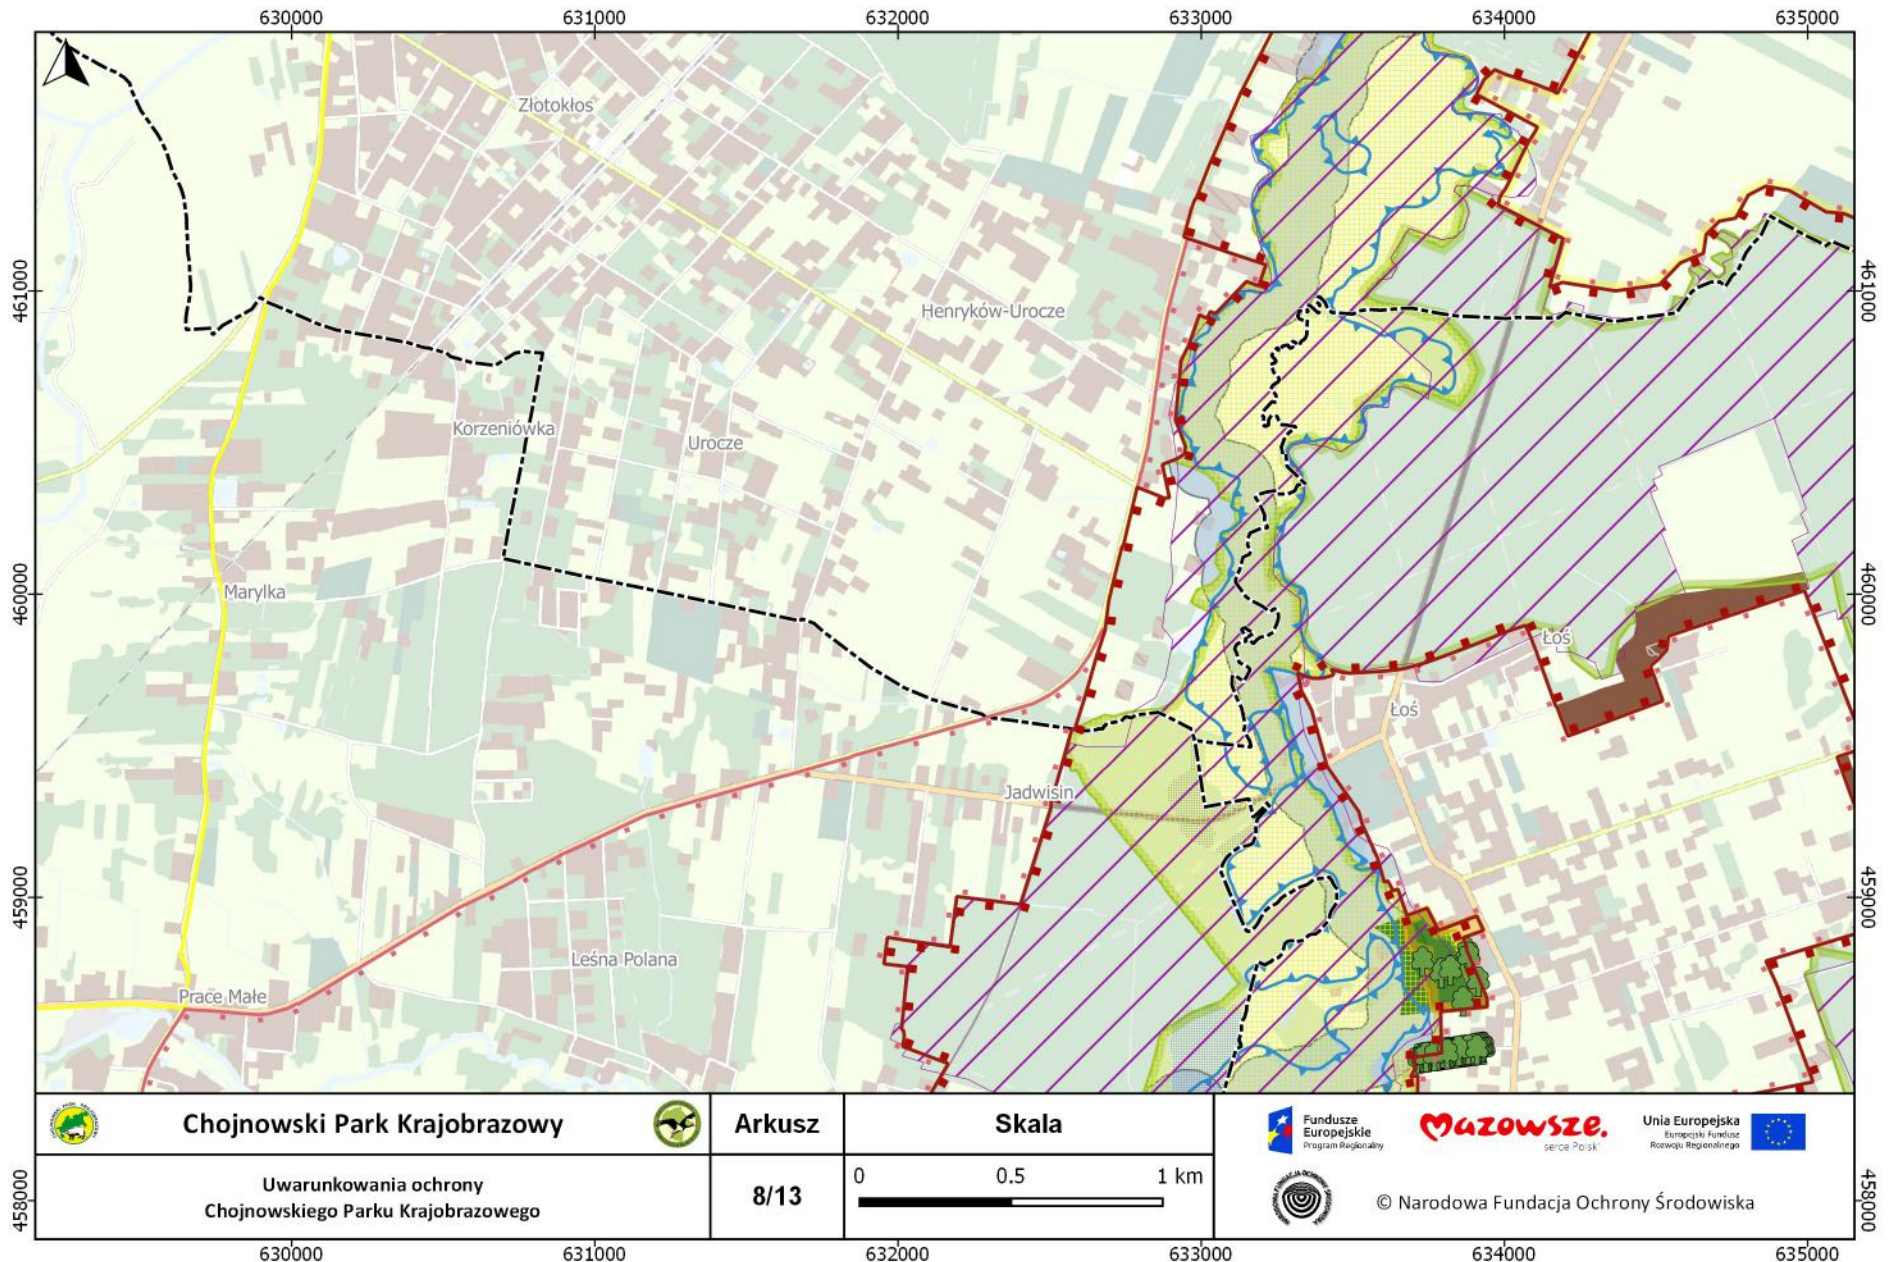 630000 631000 632000 633000 634000 635000
Złotokłos
461000 461000
Henryków-Urocze
Korzeniówka
Urocze
460000 460000
Marylka
Łoś
Łoś
Jadwisin
459000 459000
Leśna Polana
Prace Małe
Chojnowski Park Krajobrazowy
Arkusz
Skala
Fundusze
Europejskie
Program Regionalny
Mazowsze.
serce Polski
Unia Europejska
Europejski Fundusz
Rozwoju Regionalnego
Uwarunkowania ochrony
Chojnowskiego Parku Krajobrazowego
8/13
0 0.5 1 km
© Narodowa Fundacja Ochrony Środowiska
458000 458000
630000 631000 632000 633000 634000 635000